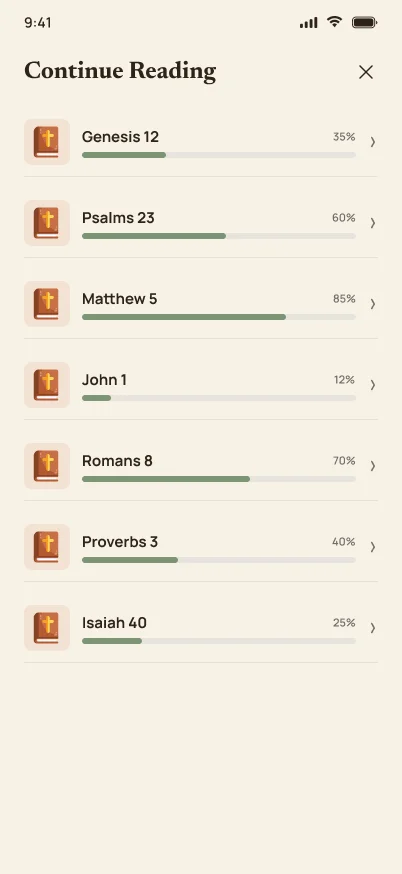 9:41
Continue Reading
Genesis 12 35%
Psalms 23 60%
Matthew 5 85%
John 1 12%
Romans 8 70%
Proverbs 3 40%
Isaiah 40 25%